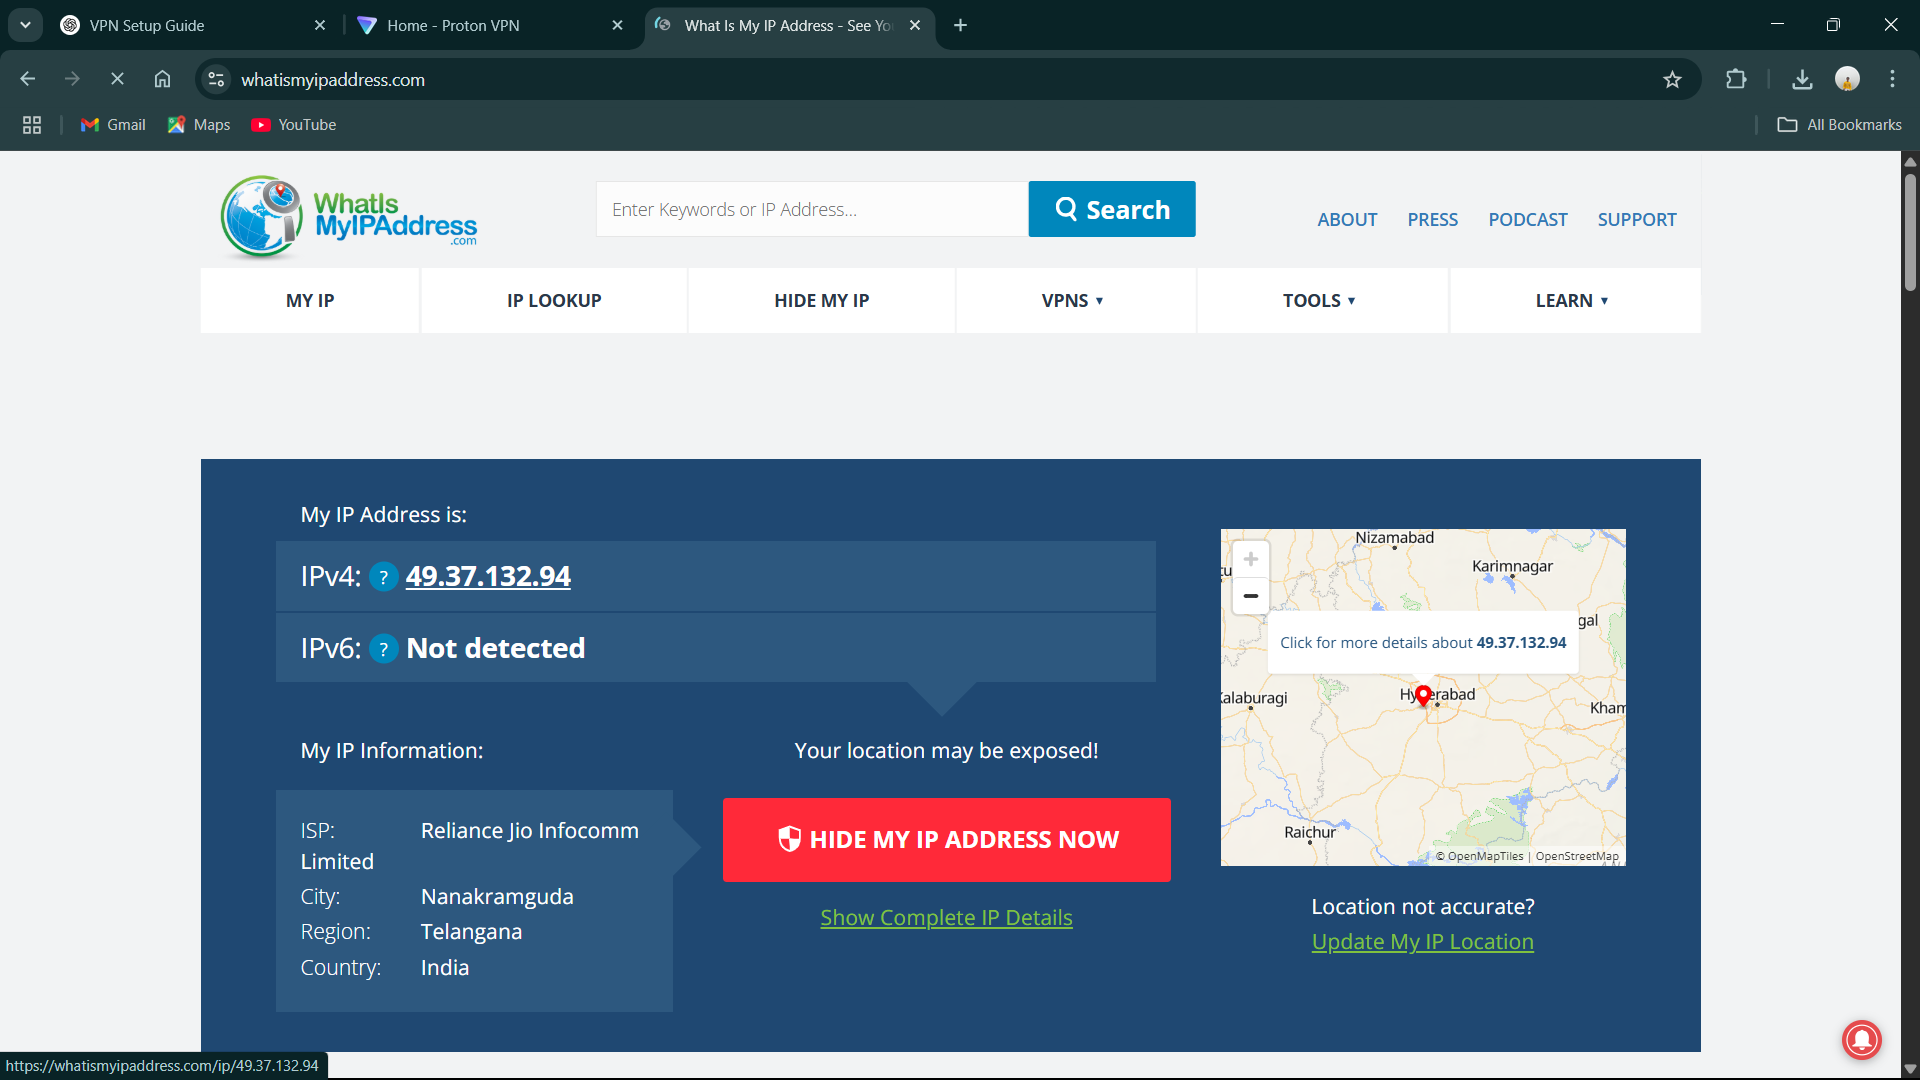 VPN Setup Guide
Home - Proton VPN
What Is My IP Address - See Yo
whatismyipaddress.com
Gmail
Maps
YouTube
All Bookmarks
WhatIs
MyIPAddress
.com
Enter Keywords or IP Address...
Search
ABOUT
PRESS
PODCAST
SUPPORT
MY IP
IP LOOKUP
HIDE MY IP
VPNS
TOOLS
LEARN
My IP Address is:
IPv4: ? 49.37.132.94
IPv6: ? Not detected
My IP Information:
ISP: Reliance Jio Infocomm
Limited
City: Nanakramguda
Region: Telangana
Country: India
Your location may be exposed!
HIDE MY IP ADDRESS NOW
Show Complete IP Details
Nizamabad
Karimnagar
gal
Click for more details about 49.37.132.94
Hyderabad
Kalaburagi
Kham
Raichur
© OpenMapTiles | OpenStreetMap
Location not accurate?
Update My IP Location
https://whatismyipaddress.com/ip/49.37.132.94